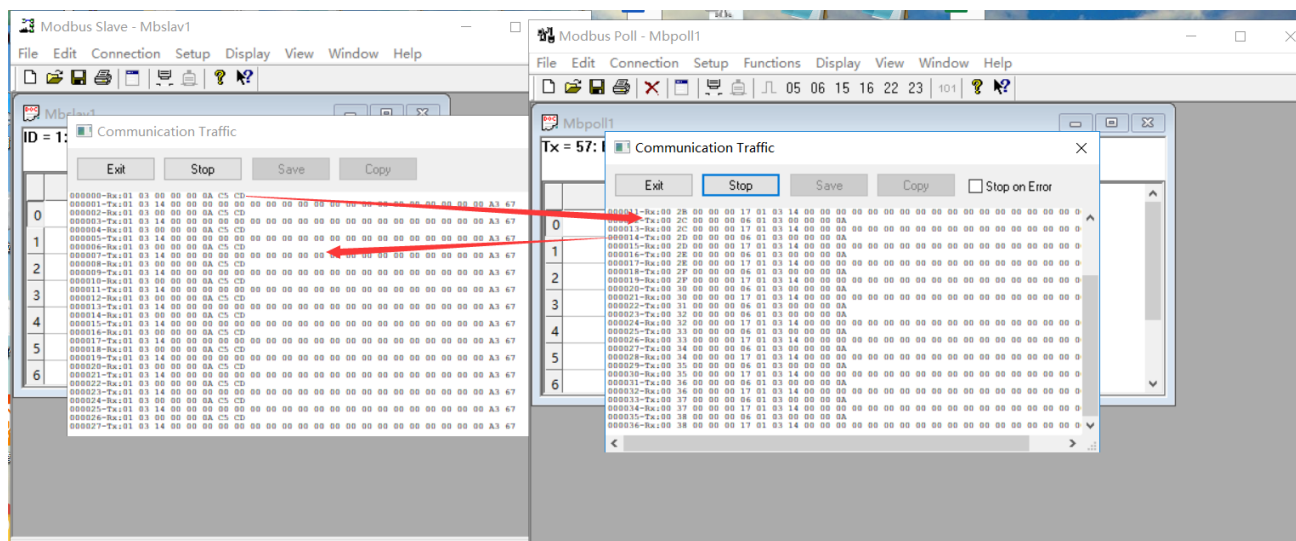 Modbus Slave - Mbslav1
File Edit Connection Setup Display View Window Help
Mbslav1
ID = 1:
Communication Traffic
Exit Stop Save Copy
0
1
2
3
4
5
6
000000-Rx:01 03 00 00 00 0A C5 CD
000001-Tx:01 03 14 00 00 00 00 00 00 00 00 00 00 00 00 00 00 00 00 00 00 00 00 A3 67
000002-Rx:01 03 00 00 00 0A C5 CD
000003-Tx:01 03 14 00 00 00 00 00 00 00 00 00 00 00 00 00 00 00 00 00 00 00 00 A3 67
000004-Rx:01 03 00 00 00 0A C5 CD
000005-Tx:01 03 14 00 00 00 00 00 00 00 00 00 00 00 00 00 00 00 00 00 00 00 00 A3 67
000006-Rx:01 03 00 00 00 0A C5 CD
000007-Tx:01 03 14 00 00 00 00 00 00 00 00 00 00 00 00 00 00 00 00 00 00 00 A3 67
000008-Rx:01 03 00 00 00 0A C5 CD
000009-Tx:01 03 14 00 00 00 00 00 00 00 00 00 00 00 00 00 00 00 00 00 00 00 00 A3 67
000010-Rx:01 03 00 00 00 0A C5 CD
000011-Tx:01 03 14 00 00 00 00 00 00 00 00 00 00 00 00 00 00 00 00 00 00 00 00 A3 67
000012-Rx:01 03 00 00 00 0A C5 CD
000013-Tx:01 03 14 00 00 00 00 00 00 00 00 00 00 00 00 00 00 00 00 00 00 00 00 A3 67
000014-Rx:01 03 00 00 00 0A C5 CD
000015-Tx:01 03 14 00 00 00 00 00 00 00 00 00 00 00 00 00 00 00 00 00 00 00 00 A3 67
000016-Rx:01 03 00 00 00 0A C5 CD
000017-Tx:01 03 14 00 00 00 00 00 00 00 00 00 00 00 00 00 00 00 00 00 00 00 00 A3 67
000018-Rx:01 03 00 00 00 0A C5 CD
000019-Tx:01 03 14 00 00 00 00 00 00 00 00 00 00 00 00 00 00 00 00 00 00 00 00 A3 67
000020-Rx:01 03 00 00 00 0A C5 CD
000021-Tx:01 03 14 00 00 00 00 00 00 00 00 00 00 00 00 00 00 00 00 00 00 00 00 A3 67
000022-Rx:01 03 00 00 00 0A C5 CD
000023-Tx:01 03 14 00 00 00 00 00 00 00 00 00 00 00 00 00 00 00 00 00 00 00 00 A3 67
000024-Rx:01 03 00 00 00 0A C5 CD
000025-Tx:01 03 14 00 00 00 00 00 00 00 00 00 00 00 00 00 00 00 00 00 00 00 00 A3 67
000026-Rx:01 03 00 00 00 0A C5 CD
000027-Tx:01 03 14 00 00 00 00 00 00 00 00 00 00 00 00 00 00 00 00 00 00 00 00 A3 67
Modbus Poll - Mbpoll1
File Edit Connection Setup Functions Display View Window Help
05 06 15 16 22 23 101
Mbpoll1
Tx = 57:
Communication Traffic
Exit Stop Save Copy Stop on Error
0
1
2
3
4
5
6
000011-Rx:00 2B 00 00 00 17 01 03 14 00 00 00 00 00 00 00 00 00 00 00 00 00 00 00 00 00 00
-Tx:00 2C 00 00 00 06 01 03 00 00 00 0A
000013-Rx:00 2C 00 00 00 17 01 03 14 00 00 00 00 00 00 00 00 00 00 00 00 00 00 00 00 00 00
000014-Tx:00 2D 00 00 00 06 01 03 00 00 00 0A
000015-Rx:00 2D 00 00 00 17 01 03 14 00 00 00 00 00 00 00 00 00 00 00 00 00 00 00 00 00 00
000016-Tx:00 2E 00 00 00 06 01 03 00 00 00 0A
000017-Rx:00 2E 00 00 00 17 01 03 14 00 00 00 00 00 00 00 00 00 00 00 00 00 00 00 00 00 00
000018-Tx:00 2F 00 00 00 06 01 03 00 00 00 0A
000019-Rx:00 2F 00 00 00 17 01 03 14 00 00 00 00 00 00 00 00 00 00 00 00 00 00 00 00 00 00
000020-Tx:00 30 00 00 00 06 01 03 00 00 00 0A
000021-Rx:00 30 00 00 00 17 01 03 14 00 00 00 00 00 00 00 00 00 00 00 00 00 00 00 00 00 00
000022-Tx:00 31 00 00 00 06 01 03 00 00 00 0A
000023-Tx:00 32 00 00 00 06 01 03 00 00 00 0A
000024-Rx:00 32 00 00 00 17 01 03 14 00 00 00 00 00 00 00 00 00 00 00 00 00 00 00 00 00 00
000025-Tx:00 33 00 00 00 06 01 03 00 00 00 0A
000026-Rx:00 33 00 00 00 17 01 03 14 00 00 00 00 00 00 00 00 00 00 00 00 00 00 00 00 00 00
000027-Tx:00 34 00 00 00 06 01 03 00 00 00 0A
000028-Rx:00 34 00 00 00 17 01 03 14 00 00 00 00 00 00 00 00 00 00 00 00 00 00 00 00 00 00
000029-Tx:00 35 00 00 00 06 01 03 00 00 00 0A
000030-Rx:00 35 00 00 00 17 01 03 14 00 00 00 00 00 00 00 00 00 00 00 00 00 00 00 00 00 00
000031-Tx:00 36 00 00 00 06 01 03 00 00 00 0A
000032-Rx:00 36 00 00 00 17 01 03 14 00 00 00 00 00 00 00 00 00 00 00 00 00 00 00 00 00 00
000033-Tx:00 37 00 00 00 06 01 03 00 00 00 0A
000034-Rx:00 37 00 00 00 17 01 03 14 00 00 00 00 00 00 00 00 00 00 00 00 00 00 00 00 00 00
000035-Tx:00 38 00 00 00 06 01 03 00 00 00 0A
000036-Rx:00 38 00 00 00 17 01 03 14 00 00 00 00 00 00 00 00 00 00 00 00 00 00 00 00 00 00